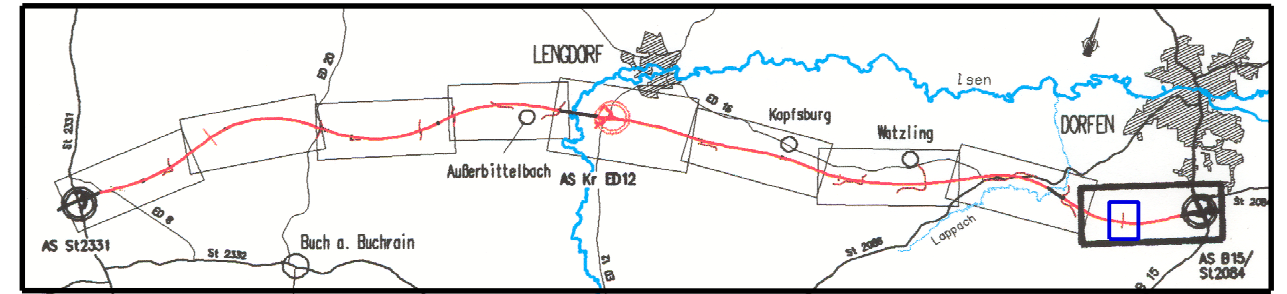 St 2331
ED 20
LENGDORF
ED 16
Isen
Kopfsburg
Watzling
DORFEN
Außerbittelbach
AS Kr ED12
ED 8
AS St2331
St 2332
Buch a. Buchrain
ED 12
St 2086
Lappach
St 2084
AS B15/
St2084
B 15